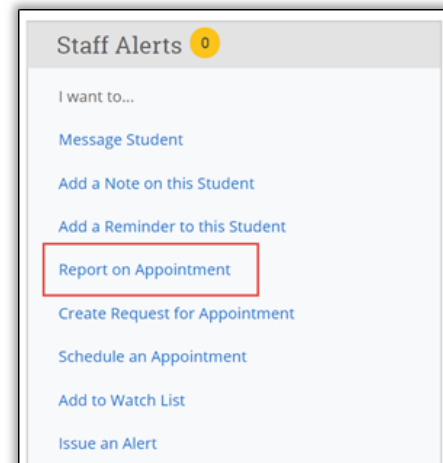 Staff Alerts 0
I want to...
Message Student
Add a Note on this Student
Add a Reminder to this Student
Report on Appointment
Create Request for Appointment
Schedule an Appointment
Add to Watch List
Issue an Alert